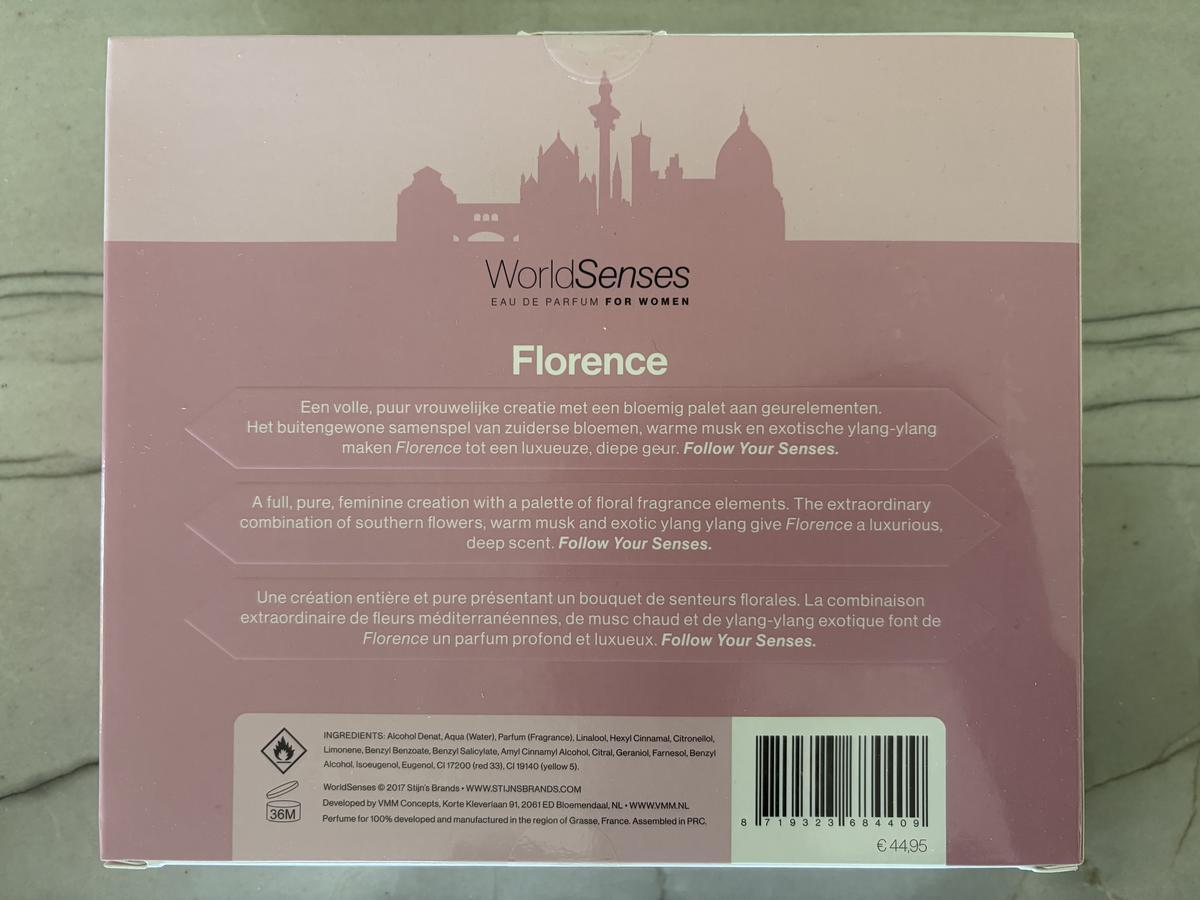 WorldSenses
EAU DE PARFUM FOR WOMEN
Florence
Een volle, puur vrouwelijke creatie met een bloemig palet aan geurelementen.
Het buitengewone samenspel van zuiderse bloemen, warme musk en exotische ylang-ylang
maken Florence tot een luxueuze, diepe geur. Follow Your Senses.
A full, pure, feminine creation with a palette of floral fragrance elements. The extraordinary
combination of southern flowers, warm musk and exotic ylang ylang give Florence a luxurious,
deep scent. Follow Your Senses.
Une création entière et pure présentant un bouquet de senteurs florales. La combinaison
extraordinaire de fleurs méditerranéennes, de musc chaud et de ylang-ylang exotique font de
Florence un parfum profond et luxueux. Follow Your Senses.
INGREDIENTS: Alcohol Denat, Aqua (Water), Parfum (Fragrance), Linalool, Hexyl Cinnamal, Citronellol,
Limonene, Benzyl Benzoate, Benzyl Salicylate, Amyl Cinnamyl Alcohol, Citral, Geraniol, Farnesol, Benzyl
Alcohol, Isoeugenol, Eugenol, CI 17200 (red 33), CI 19140 (yellow 5).
WorldSenses © 2017 Stijn's Brands • WWW.STIJNSBRANDS.COM
Developed by VMM Concepts, Korte Kleverlaan 91, 2061 ED Bloemendaal, NL • WWW.VMM.NL
Perfume for 100% developed and manufactured in the region of Grasse, France. Assembled in PRC.
36M
8 719323 684409
€ 44,95